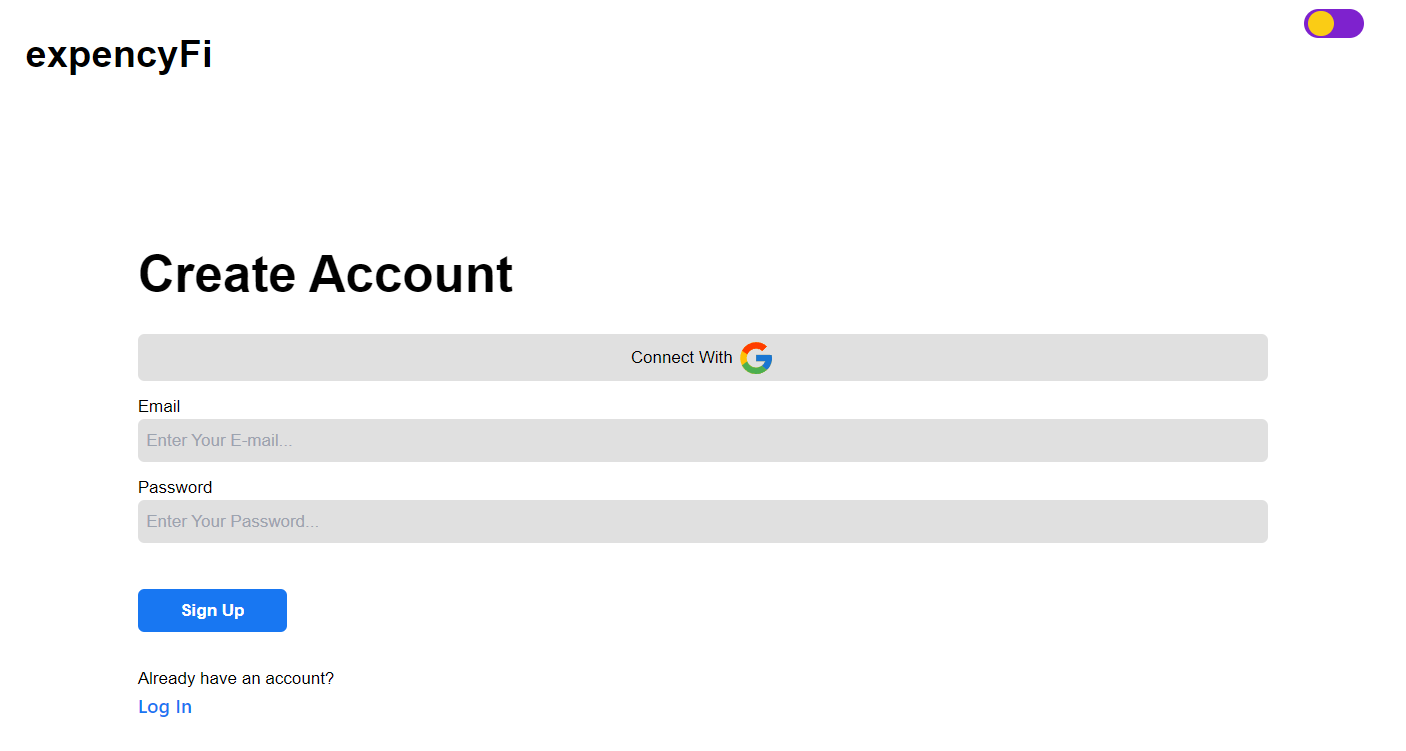 expencyFi
Create Account
Connect With
Email
Enter Your E-mail...
Password
Enter Your Password...
Sign Up
Already have an account?
Log In